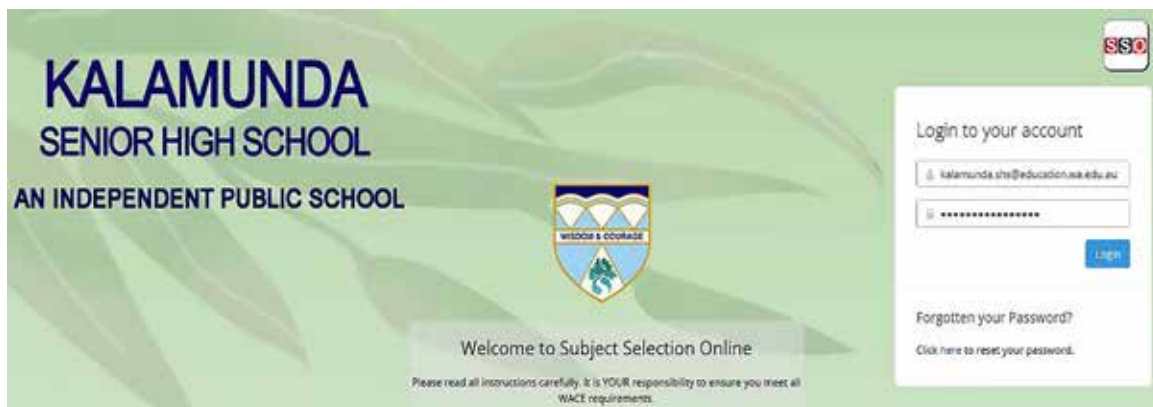 KALAMUNDA
SENIOR HIGH SCHOOL
AN INDEPENDENT PUBLIC SCHOOL
WISDOM & COURAGE
Welcome to Subject Selection Online
Please read all instructions carefully. It is YOUR responsibility to ensure you meet all
WACE requirements.
SSO
Login to your account
kalamunda.shs@education.wa.edu.au
••••••••••••••••
Login
Forgotten your Password?
Click here to reset your password.